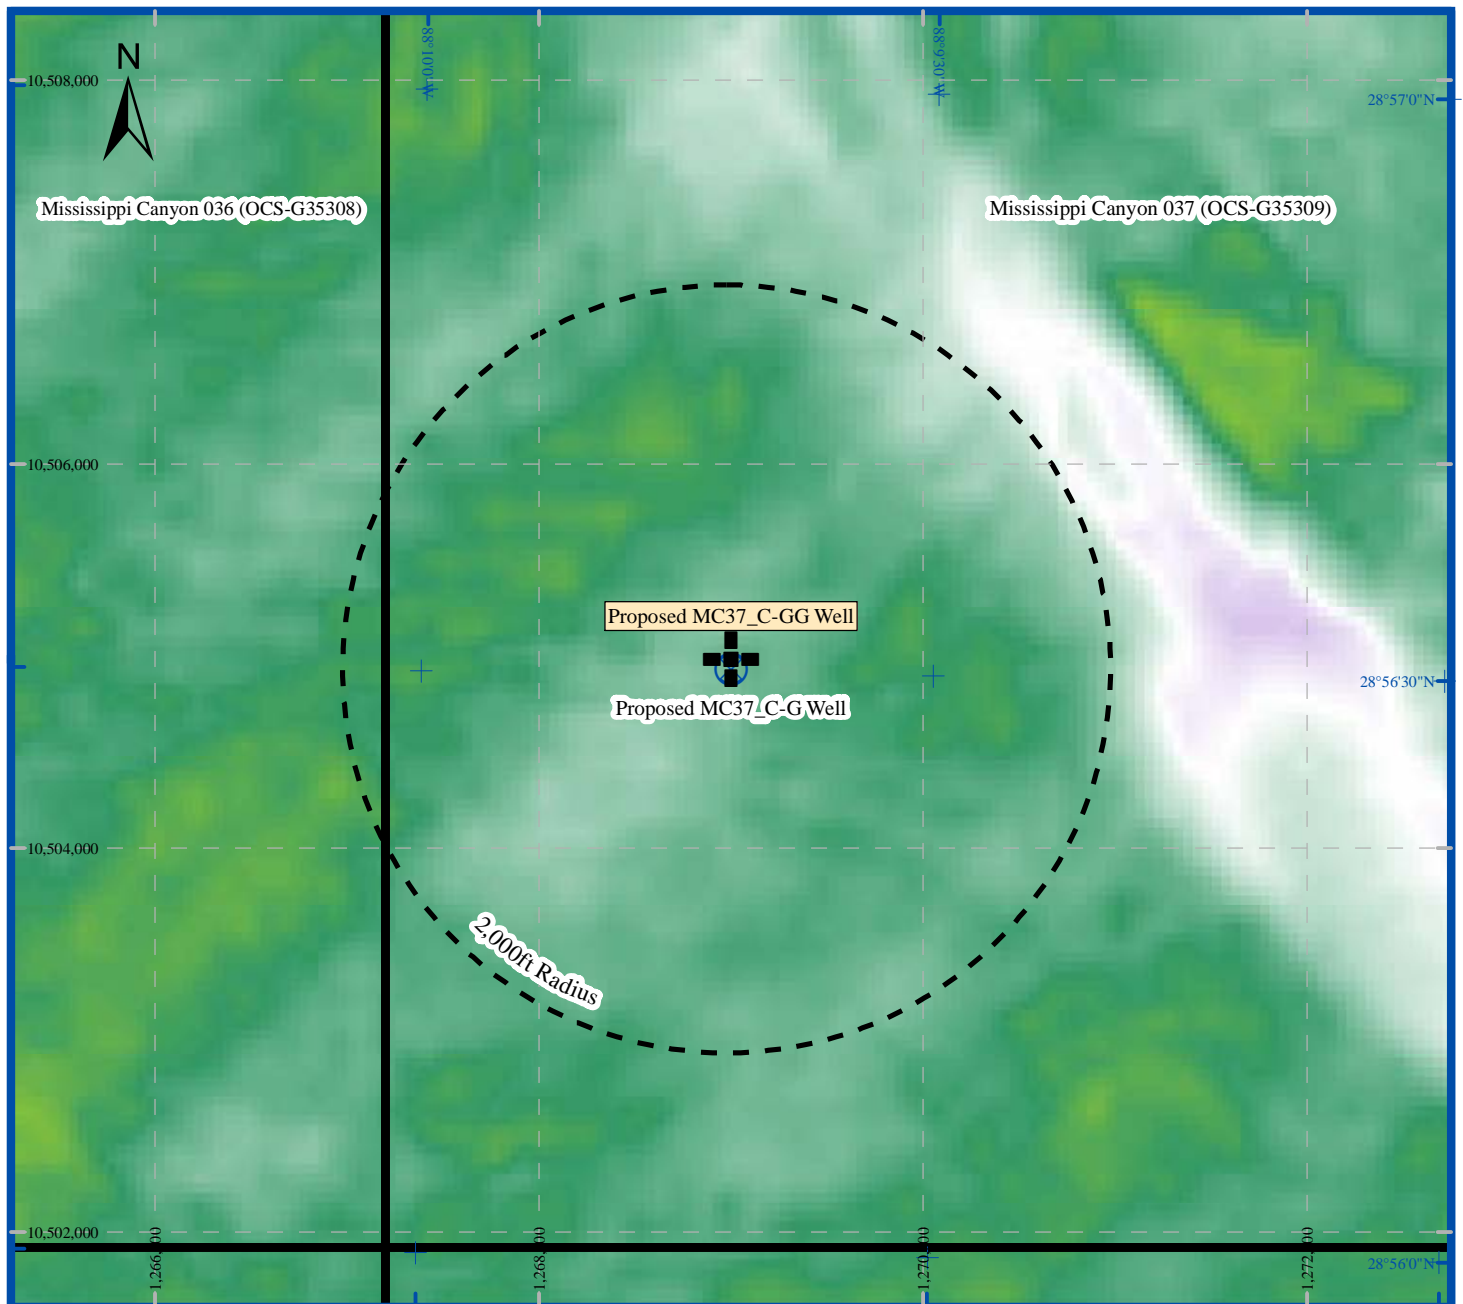 88°10'0"W
88°9'30"W
N
10,508,000
28°57'0"N
Mississippi Canyon 036 (OCS-G35308)
Mississippi Canyon 037 (OCS-G35309)
10,506,000
Proposed MC37_C-GG Well
28°56'30"N
Proposed MC37_C-G Well
10,504,000
2,000ft Radius
10,502,000
1,266,000
1,268,000
1,270,000
1,272,000
28°56'0"N